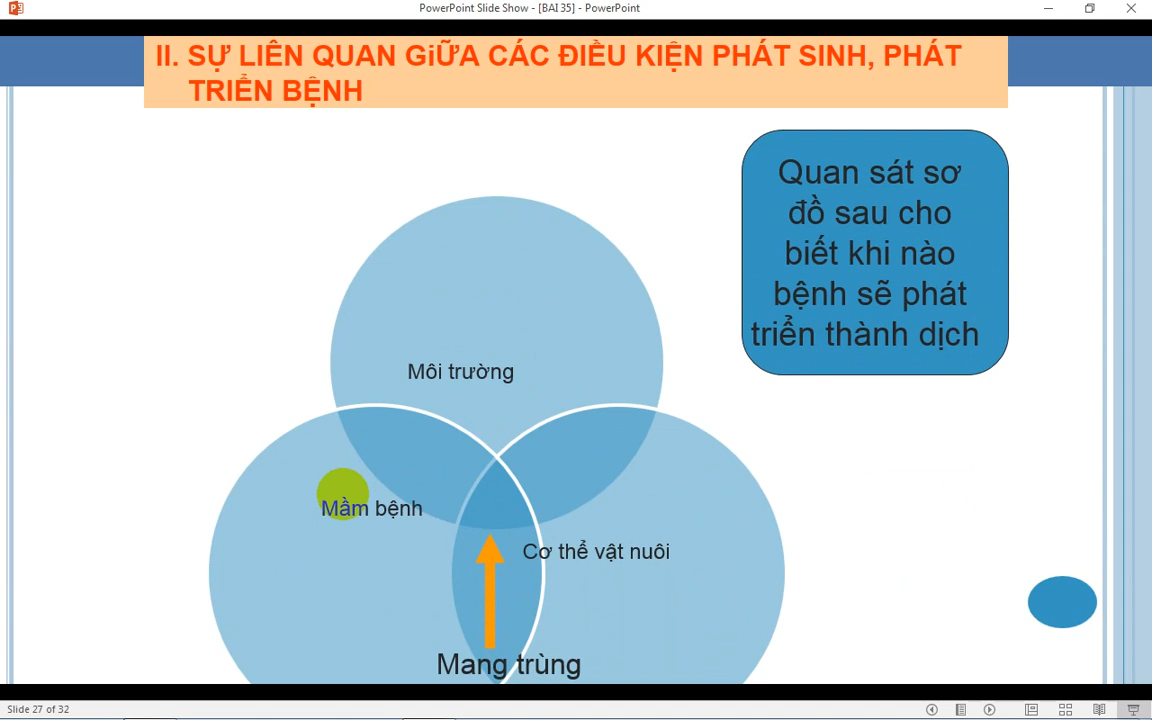 PowerPoint Slide Show - [BAI 35] - PowerPoint
II. SỰ LIÊN QUAN GiỮA CÁC ĐIỀU KIỆN PHÁT SINH, PHÁT
TRIỂN BỆNH
Quan sát sơ
đồ sau cho
biết khi nào
bệnh sẽ phát
triển thành dịch
Môi trường
Mầm bệnh
Cơ thể vật nuôi
Mang trùng
Slide 27 of 32